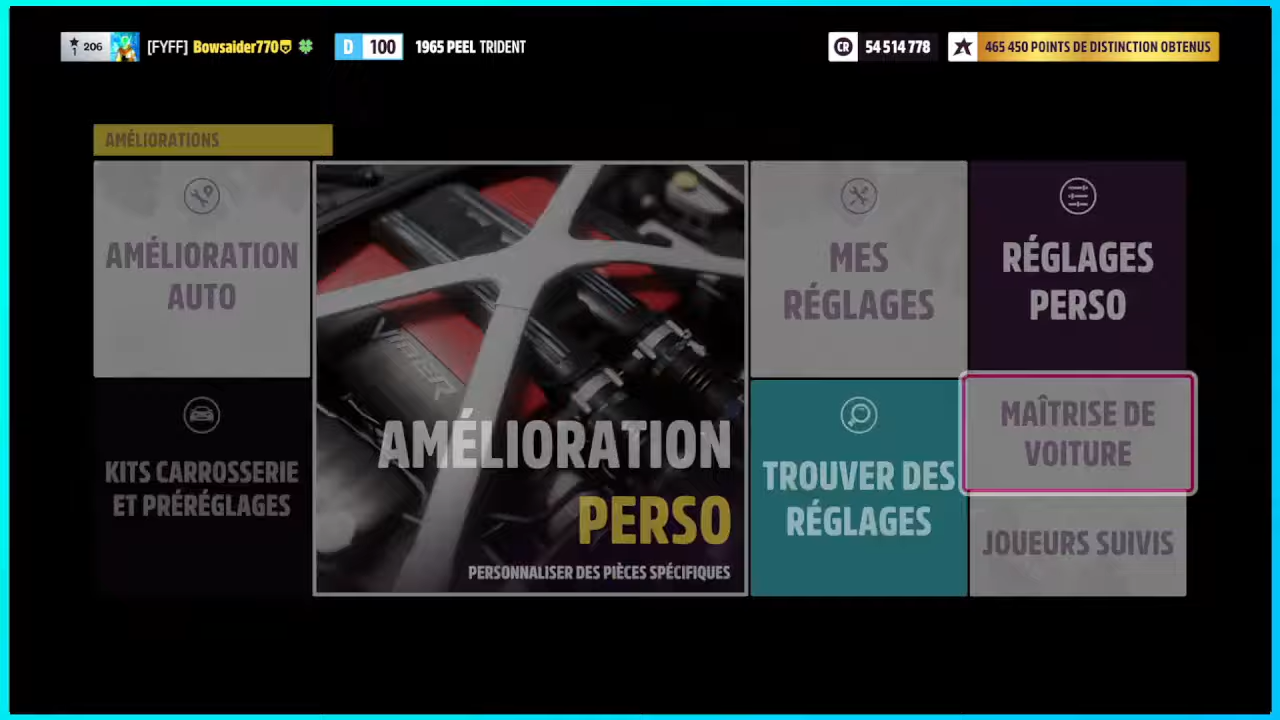 1 206 [FYFF] Bowsaider770 D 100 1965 PEEL TRIDENT CR 54 514 778 465 450 POINTS DE DISTINCTION OBTENUS
AMÉLIORATIONS
AMÉLIORATION
AUTO
KITS CARROSSERIE
ET PRÉRÉGLAGES
VIPER
AMÉLIORATION
PERSO
PERSONNALISER DES PIÈCES SPÉCIFIQUES
MES
RÉGLAGES
TROUVER DES
RÉGLAGES
RÉGLAGES
PERSO
MAÎTRISE DE
VOITURE
JOUEURS SUIVIS